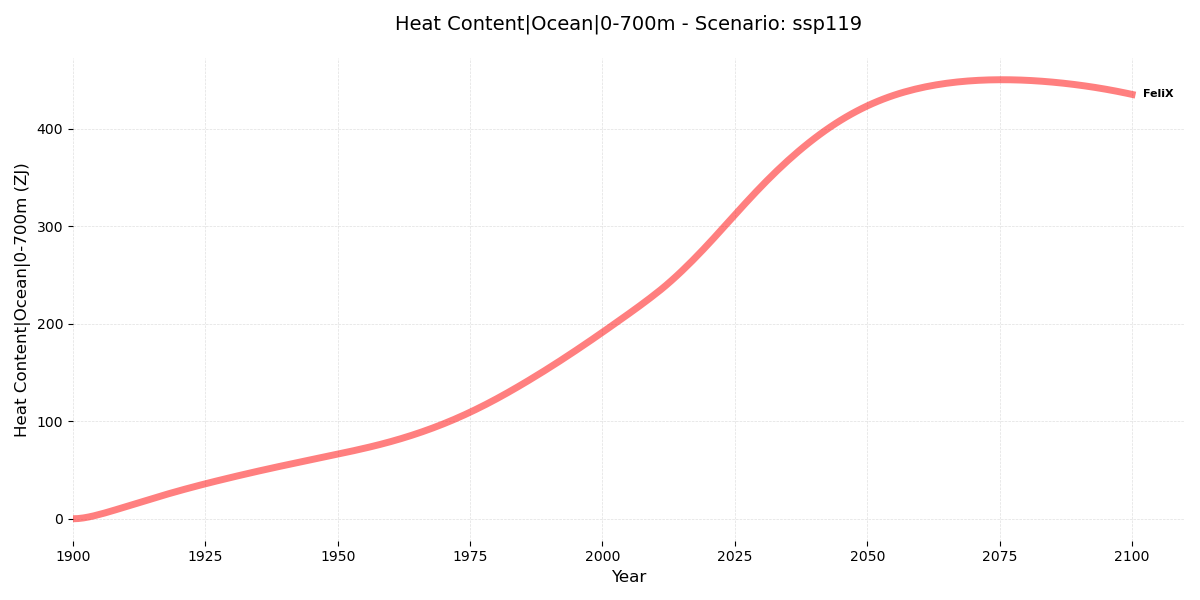 Heat Content|Ocean|0-700m - Scenario: ssp119
Heat Content|Ocean|0-700m (ZJ)
400
300
200
100
0
FeliX
1900 1925 1950 1975 2000 2025 2050 2075 2100
Year